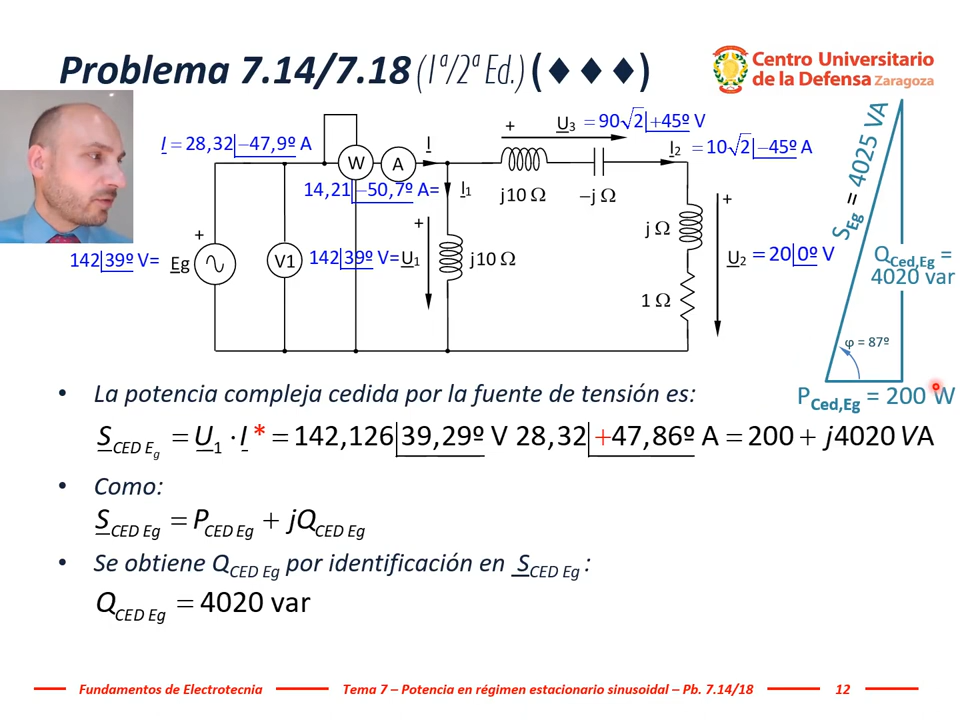 Problema 7.14/7.18 (1ª/2ª Ed.) (♦♦♦)
Centro Universitario
de la Defensa Zaragoza
I = 28,32|-47,9º A
W
A
I
+ U3 = 90√2|+45º V
I2 = 10√2|-45º A
14,21|-50,7º A= I1
j10 Ω
-j Ω
+
+
+
142|39º V= Eg
V1
142|39º V=U1
j10 Ω
j Ω
1 Ω
U2 = 20|0º V
SEg = 4025 VA
QCed,Eg =
4020 var
φ = 87º
PCed,Eg = 200 W
• La potencia compleja cedida por la fuente de tensión es:
SCED Eg = U1 · I* = 142,126|39,29º V 28,32|+47,86º A = 200 + j4020 VA
• Como:
SCED Eg = PCED Eg + jQCED Eg
• Se obtiene QCED Eg por identificación en SCED Eg :
QCED Eg = 4020 var
Fundamentos de Electrotecnia
Tema 7 – Potencia en régimen estacionario sinusoidal – Pb. 7.14/18
12